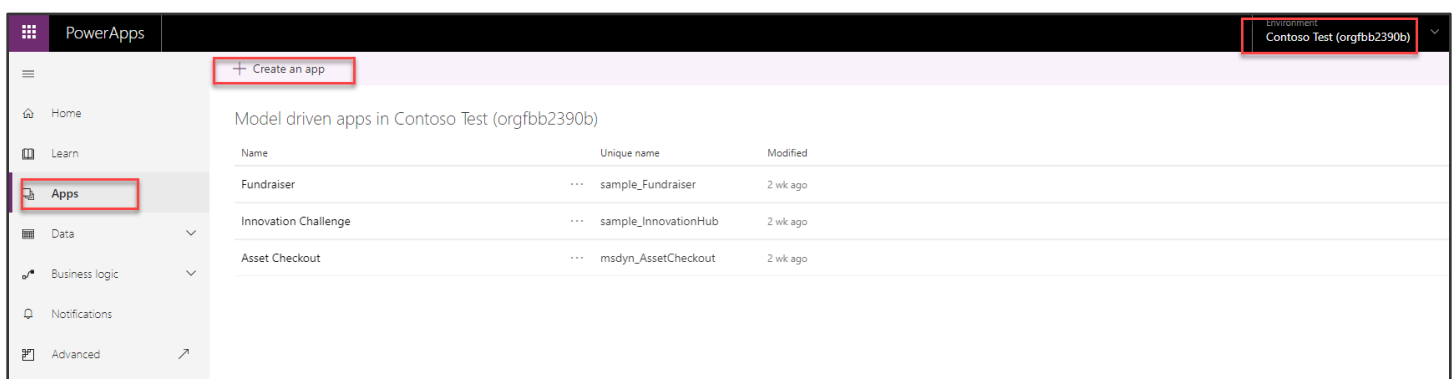 PowerApps
Environment
Contoso Test (orgfbb2390b)
+ Create an app
Home
Learn
Apps
Data
Business logic
Notifications
Advanced
Model driven apps in Contoso Test (orgfbb2390b)
Name Unique name Modified
Fundraiser ... sample_Fundraiser 2 wk ago
Innovation Challenge ... sample_InnovationHub 2 wk ago
Asset Checkout ... msdyn_AssetCheckout 2 wk ago